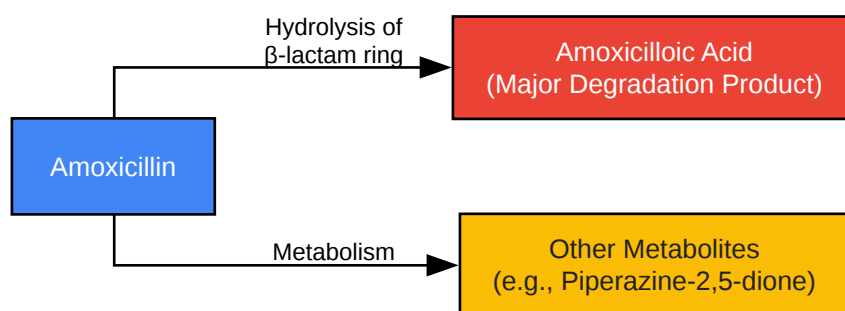 Hydrolysis of
β-lactam ring
Amoxicilloic Acid
(Major Degradation Product)
Amoxicillin
Metabolism
Other Metabolites
(e.g., Piperazine-2,5-dione)